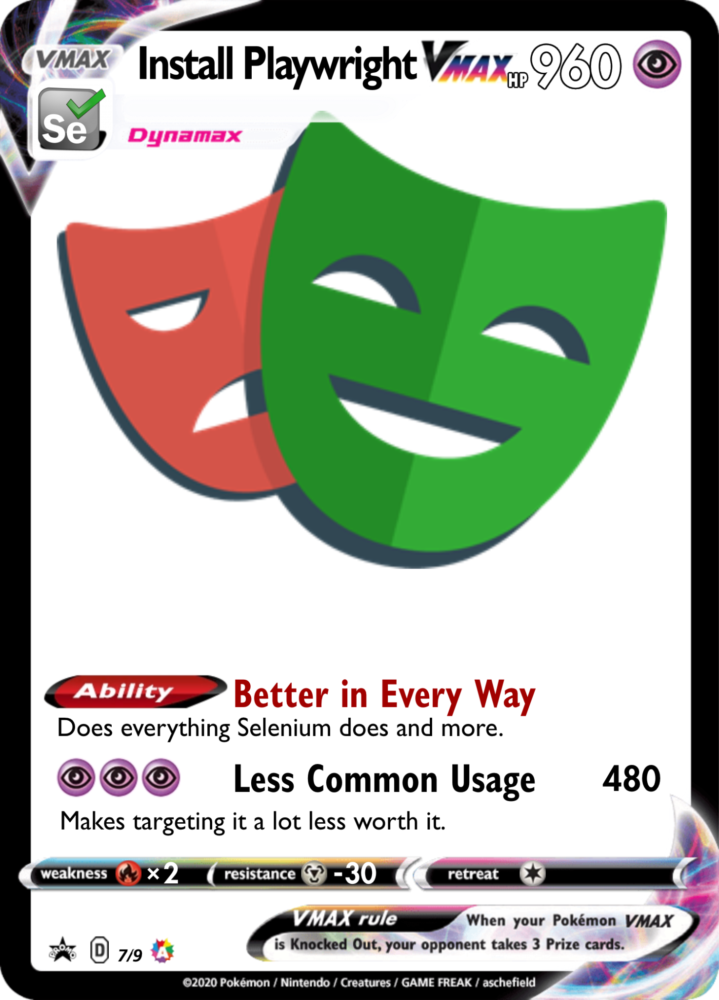 VMAX Install Playwright VMAX HP 960
Se
Dynamax
Ability Better in Every Way
Does everything Selenium does and more.
Less Common Usage 480
Makes targeting it a lot less worth it.
weakness ×2 resistance -30 retreat
VMAX rule When your Pokémon VMAX
is Knocked Out, your opponent takes 3 Prize cards.
PROMO D 7/9 A
©2020 Pokémon / Nintendo / Creatures / GAME FREAK / aschefield